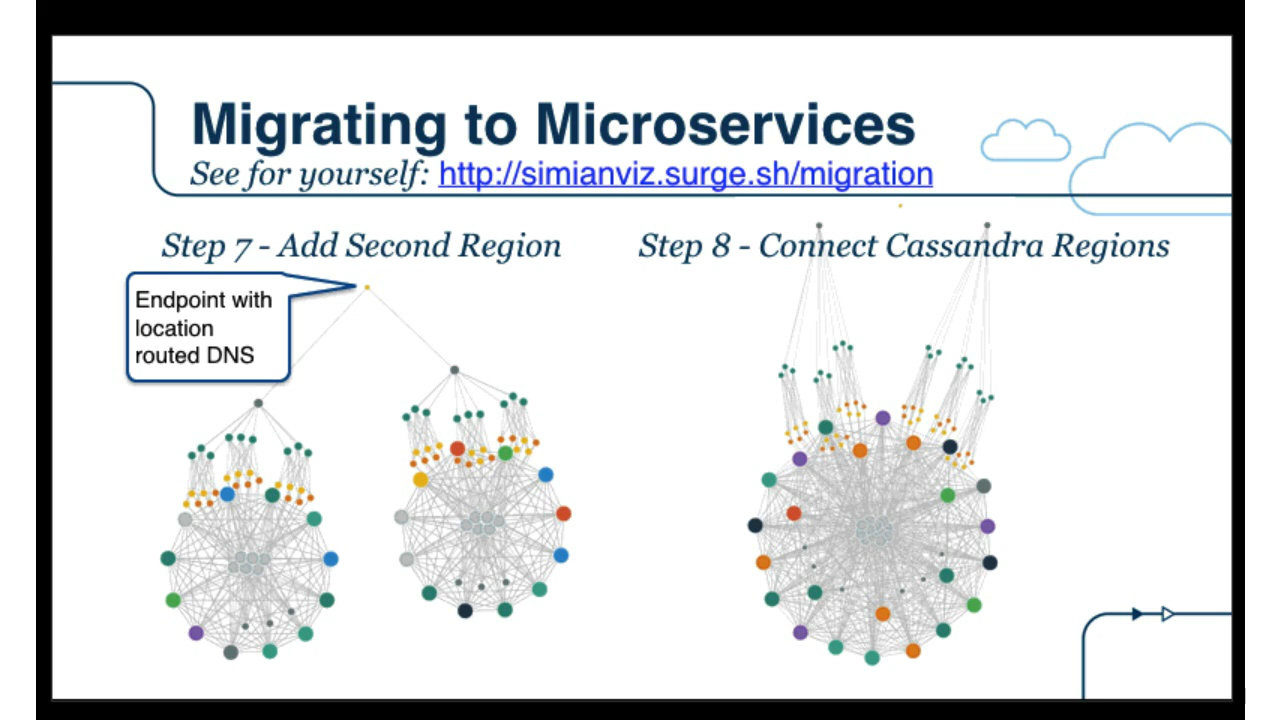 Migrating to Microservices
See for yourself: http://simianviz.surge.sh/migration
Step 7 - Add Second Region
Step 8 - Connect Cassandra Regions
Endpoint with
location
routed DNS